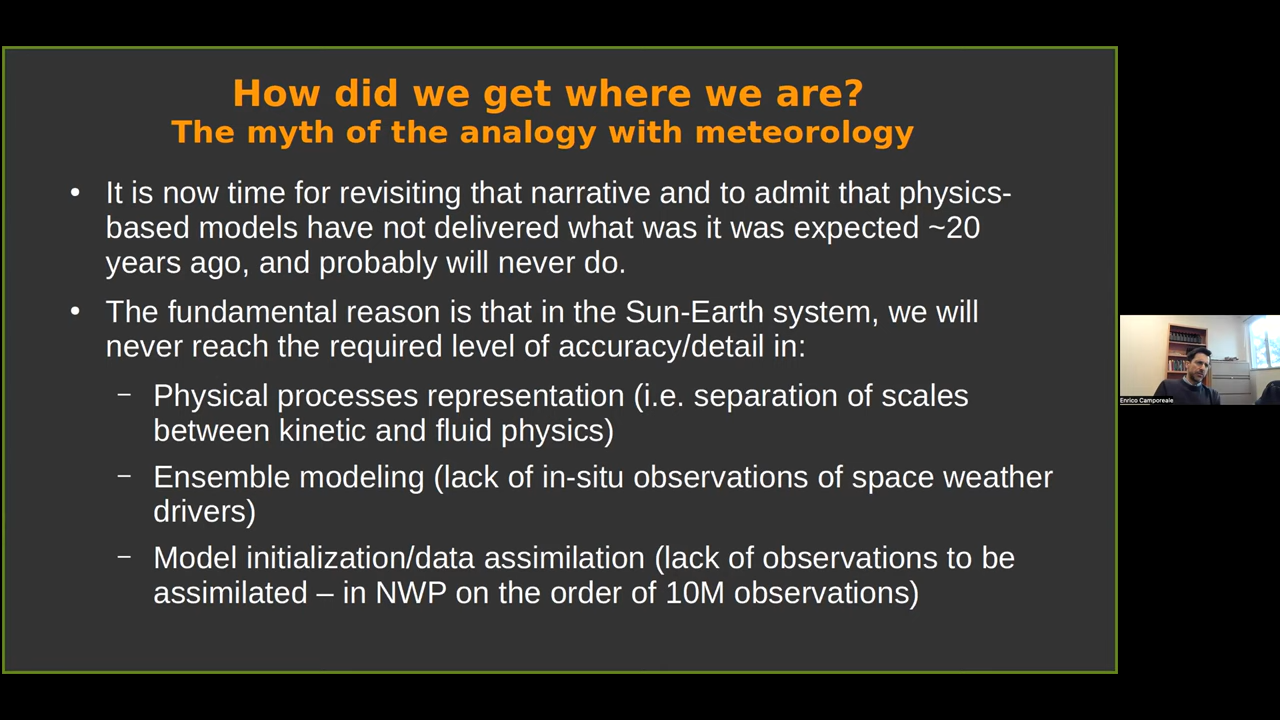 How did we get where we are?
The myth of the analogy with meteorology
• It is now time for revisiting that narrative and to admit that physics-
based models have not delivered what was it was expected ~20
years ago, and probably will never do.
• The fundamental reason is that in the Sun-Earth system, we will
never reach the required level of accuracy/detail in:
– Physical processes representation (i.e. separation of scales
between kinetic and fluid physics)
– Ensemble modeling (lack of in-situ observations of space weather
drivers)
– Model initialization/data assimilation (lack of observations to be
assimilated – in NWP on the order of 10M observations)
Enrico Camporeale